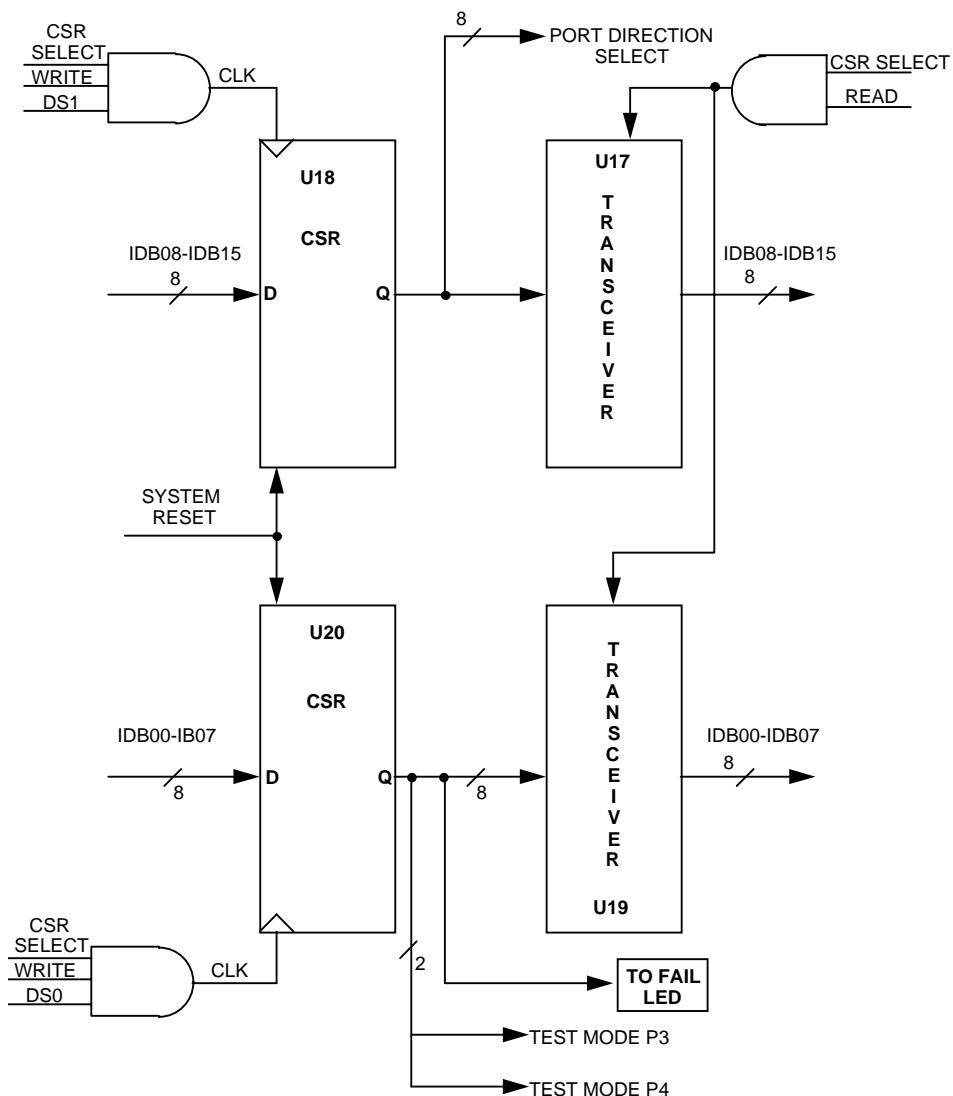 CSR
SELECT
WRITE
DS1
CLK
8
PORT DIRECTION
SELECT
CSR SELECT
READ
U18
CSR
IDB08-IDB15
8
D
Q
U17
TRANSCEIVER
IDB08-IDB15
8
SYSTEM
RESET
U20
CSR
IDB00-IB07
8
D
Q
8
TRANSCEIVER
U19
IDB00-IDB07
8
CSR
SELECT
WRITE
DS0
CLK
2
TO FAIL
LED
TEST MODE P3
TEST MODE P4